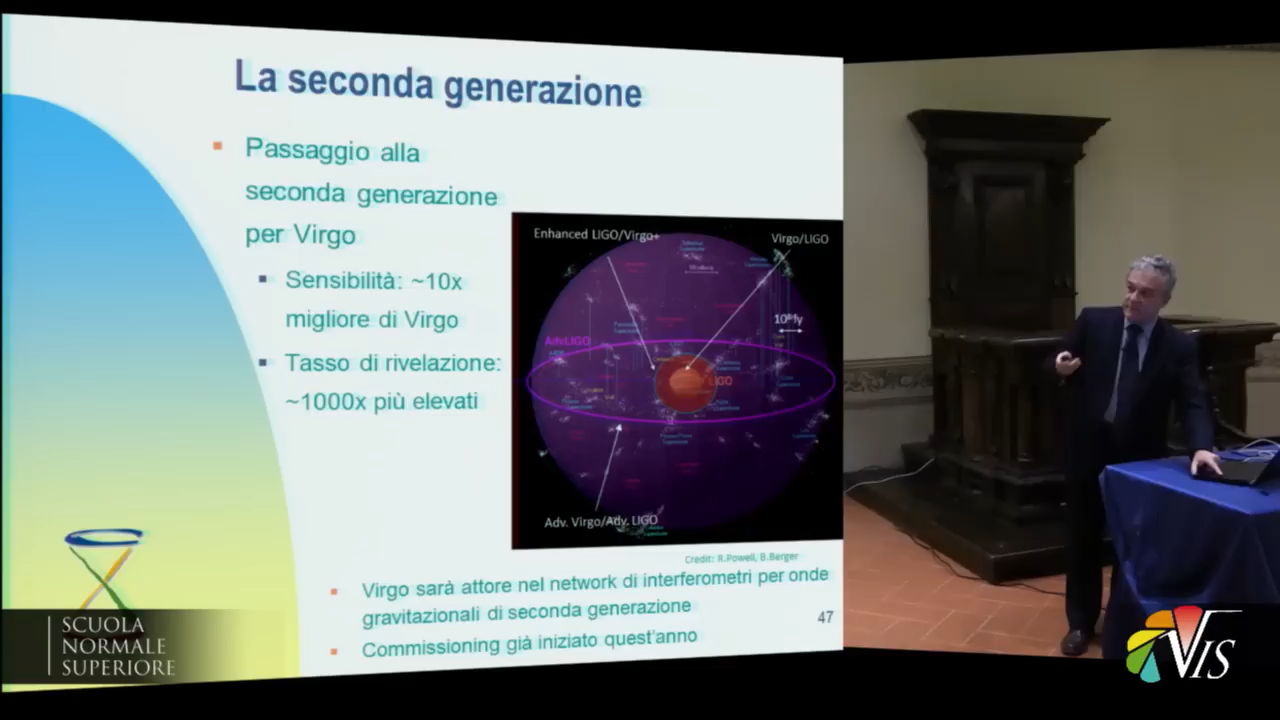 La seconda generazione
Passaggio alla
seconda generazione
per Virgo
Sensibilità: ~10x
migliore di Virgo
Tasso di rivelazione:
~1000x più elevati
Enhanced LIGO/Virgo+
Virgo/LIGO
10⁸ ly
AdvLIGO
LIGO
Adv. Virgo/Adv. LIGO
Credit: R.Powell, B.Berger
Virgo sarà attore nel network di interferometri per onde
gravitazionali di seconda generazione
Commissioning già iniziato quest'anno
47
SCUOLA
NORMALE
SUPERIORE
VIS